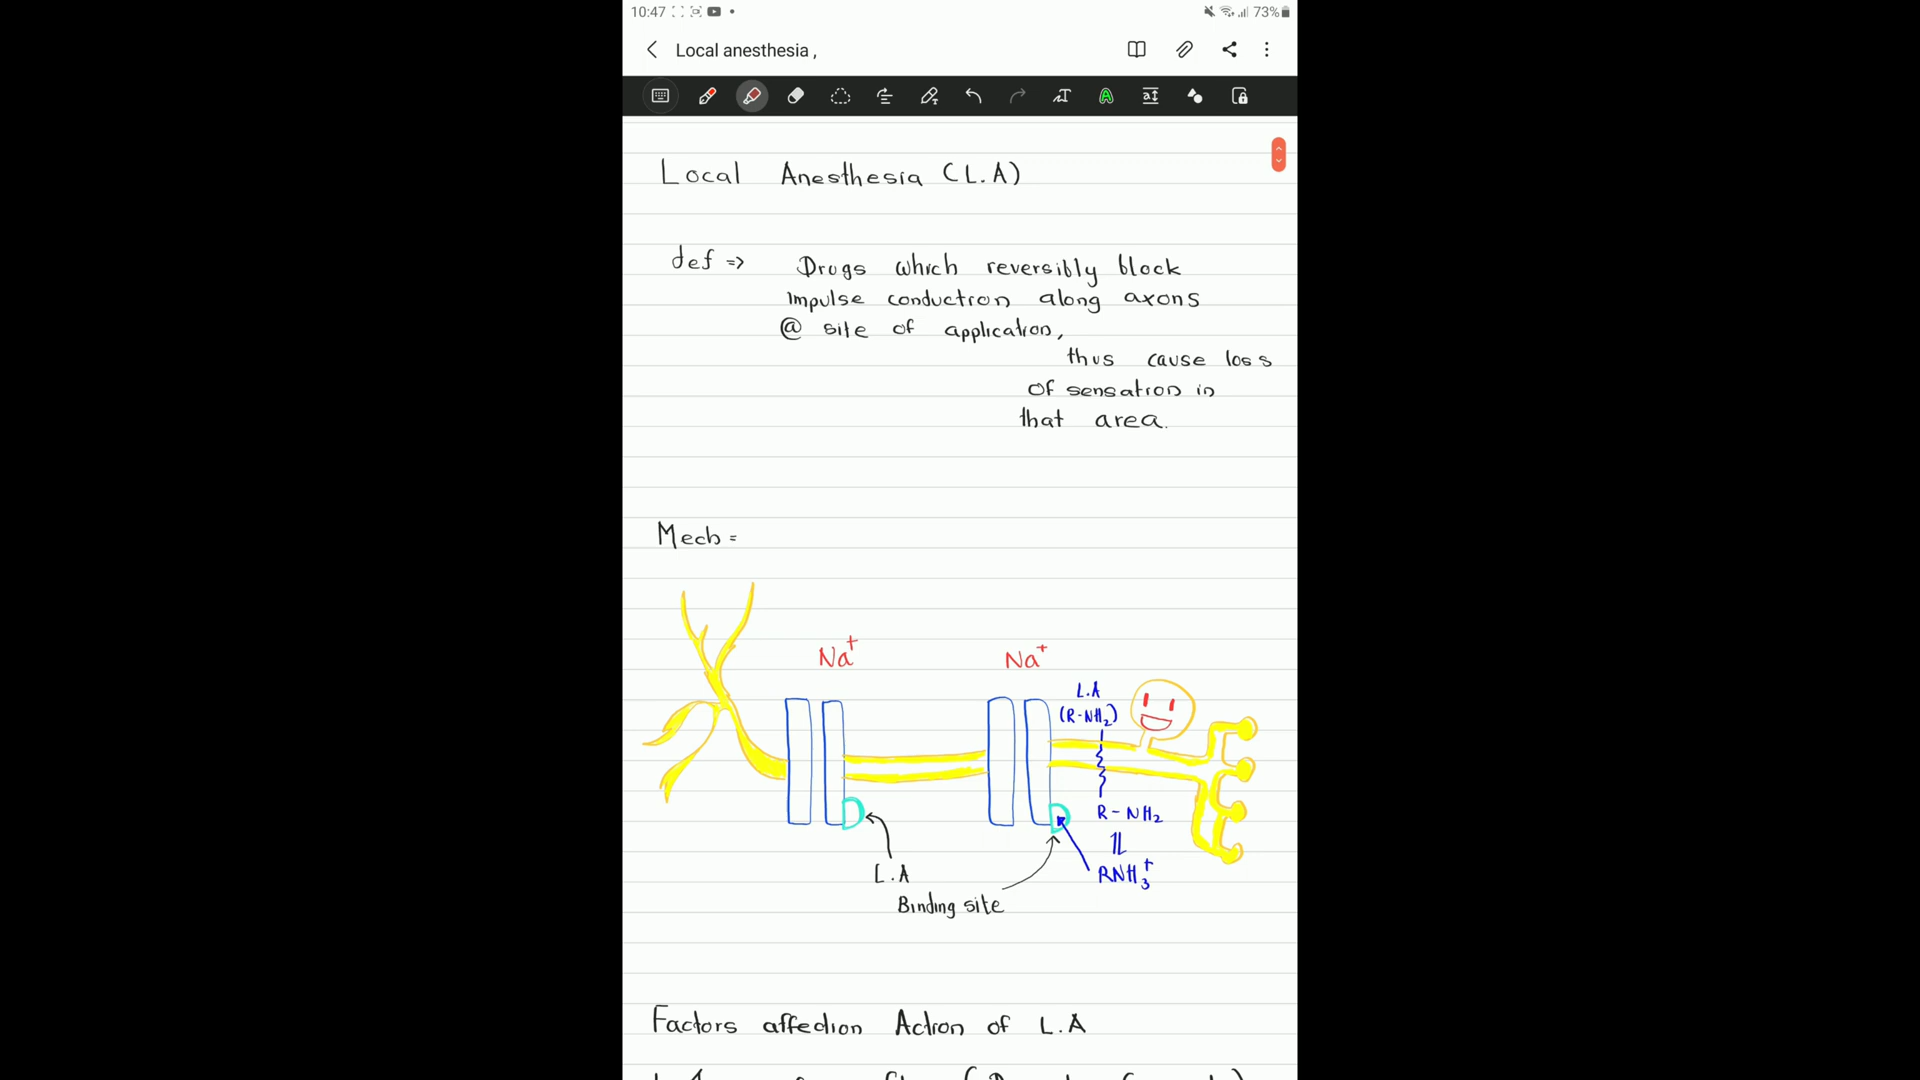 10:47
73%
Local anesthesia ,
Local Anesthesia (L.A)
def => Drugs which reversibly block
Impulse conduction along axons
@ site of application,
thus cause loss
of sensation in
that area.
Mech =
Na+ Na+
L.A
(R-NH2)
R-NH2
⇌
RNH3+
L.A
Binding site
Factors affection Action of L.A